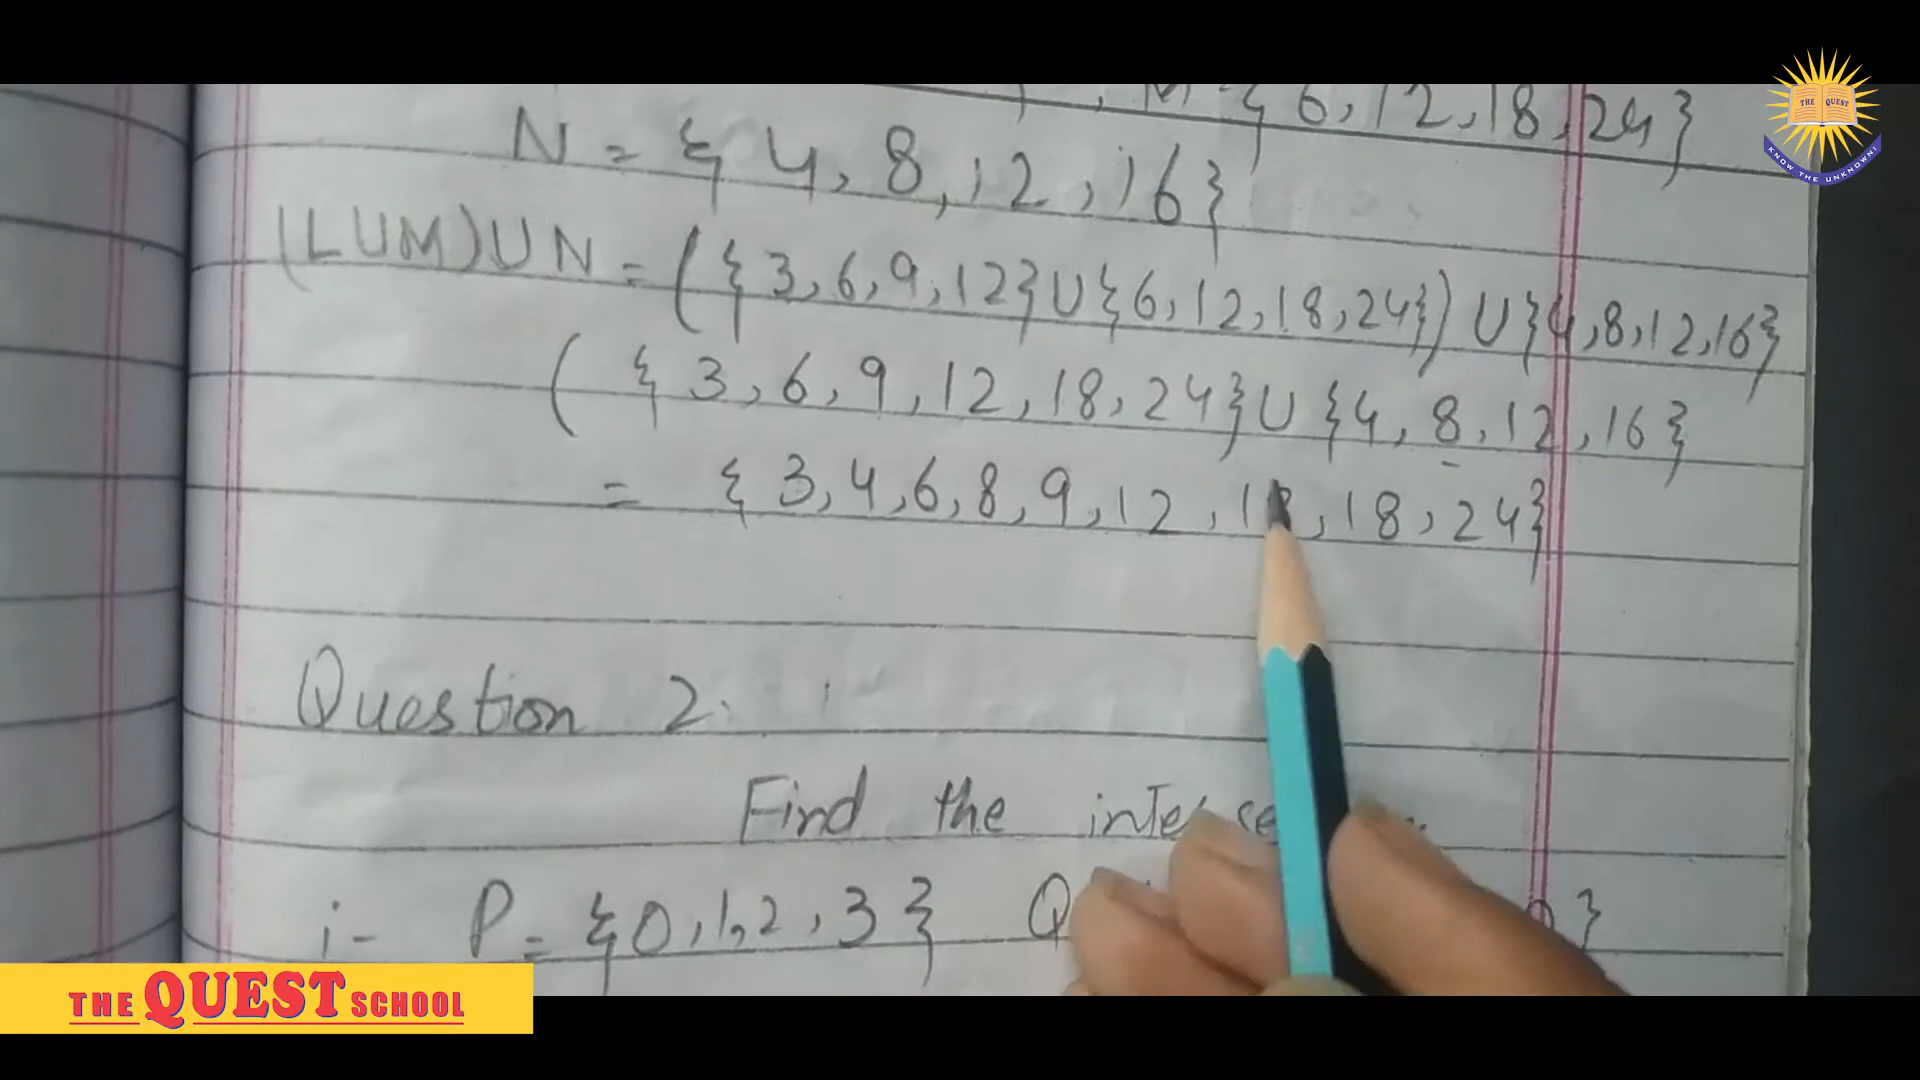 M = {6, 12, 18, 24}
N = {4, 8, 12, 16}
(LUM)UN = ({3, 6, 9, 12}U{6, 12, 18, 24})U{4, 8, 12, 16}
({3, 6, 9, 12, 18, 24}U{4, 8, 12, 16}
= {3, 4, 6, 8, 9, 12, 18, 18, 24}
Question 2.
Find the
i- P = {0, 1, 2, 3} Q }
THE QUEST SCHOOL
THE QUEST
KNOW THE UNKNOWN!